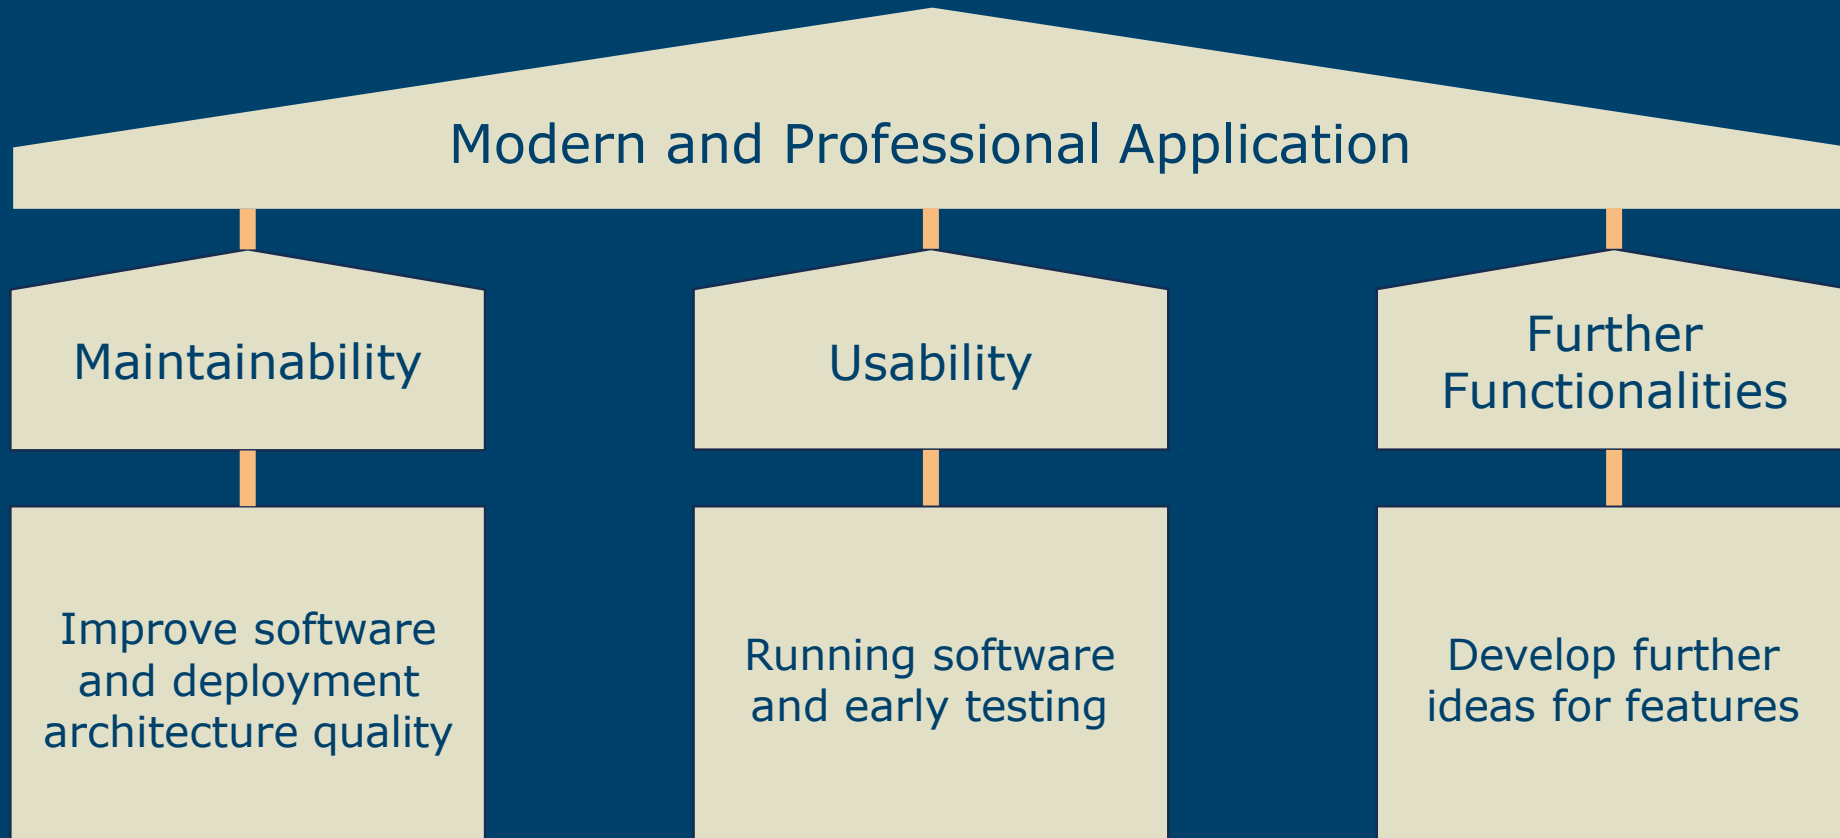 Modern and Professional Application
Maintainability
Usability
Further
Functionalities
Improve software
and deployment
architecture quality
Running software
and early testing
Develop further
ideas for features